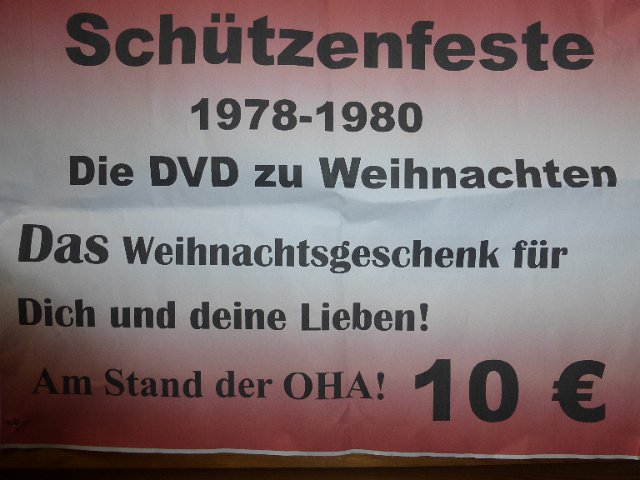 Schützenfeste
1978-1980
Die DVD zu Weihnachten
Das Weihnachtsgeschenk für
Dich und deine Lieben!
Am Stand der OHA! 10 €